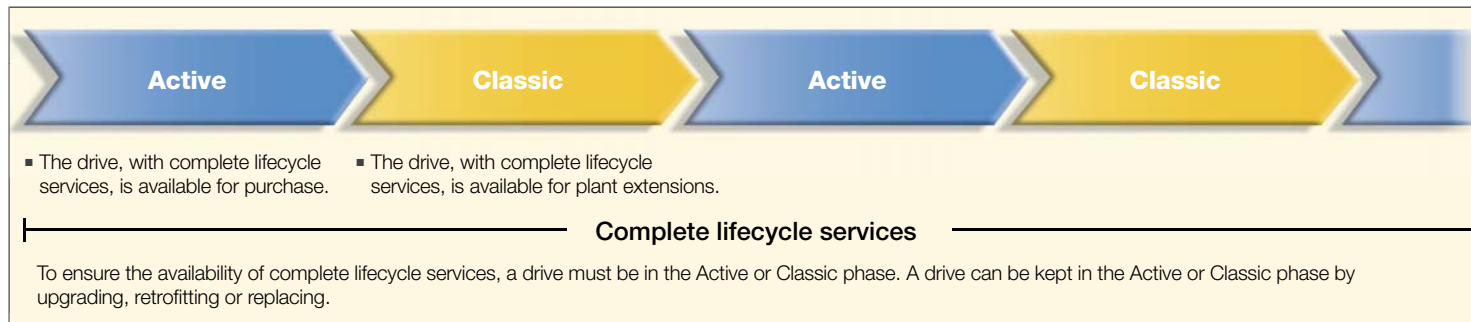 Active Classic Active Classic
■ The drive, with complete lifecycle
services, is available for purchase.
■ The drive, with complete lifecycle
services, is available for plant extensions.
Complete lifecycle services
To ensure the availability of complete lifecycle services, a drive must be in the Active or Classic phase. A drive can be kept in the Active or Classic phase by
upgrading, retrofitting or replacing.